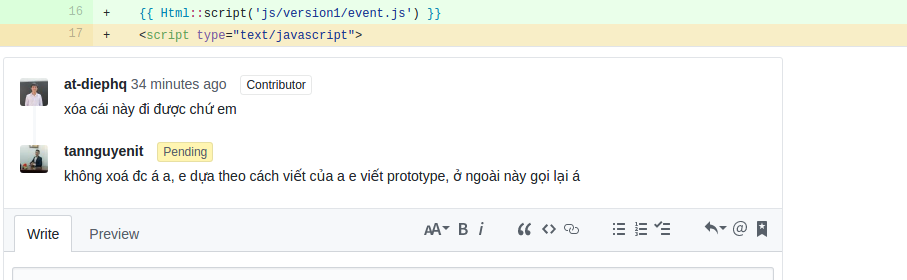 16 + {{ Html::script('js/version1/event.js') }}
17 + <script type="text/javascript">
at-diephq 34 minutes ago Contributor
xóa cái này đi được chứ em
tannguyenit Pending
không xoá đc á a, e dựa theo cách viết của a e viết prototype, ở ngoài này gọi lại á
Write Preview AA B i